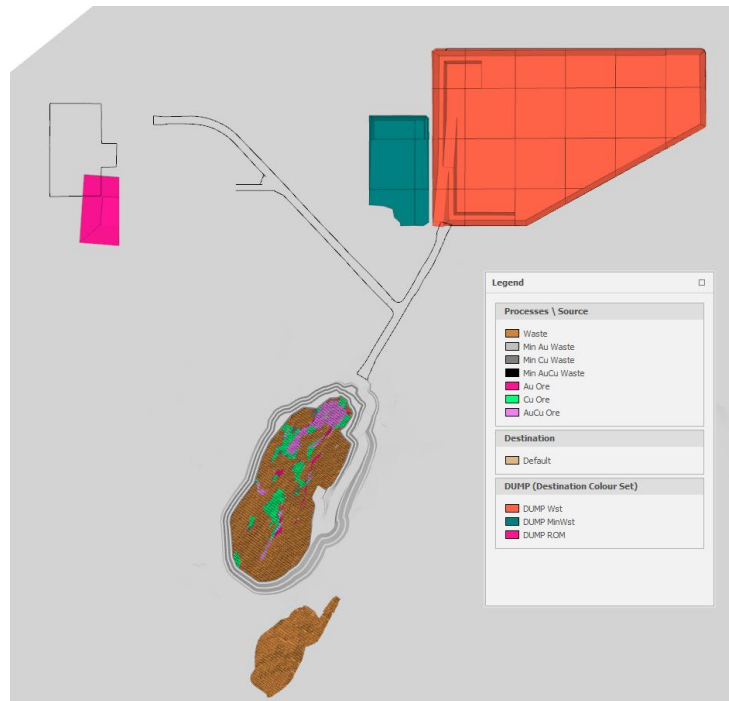 Legend
Processes \ Source
Waste
Min Au Waste
Min Cu Waste
Min AuCu Waste
Au Ore
Cu Ore
AuCu Ore
Destination
Default
DUMP (Destination Colour Set)
DUMP Wst
DUMP MinWst
DUMP ROM